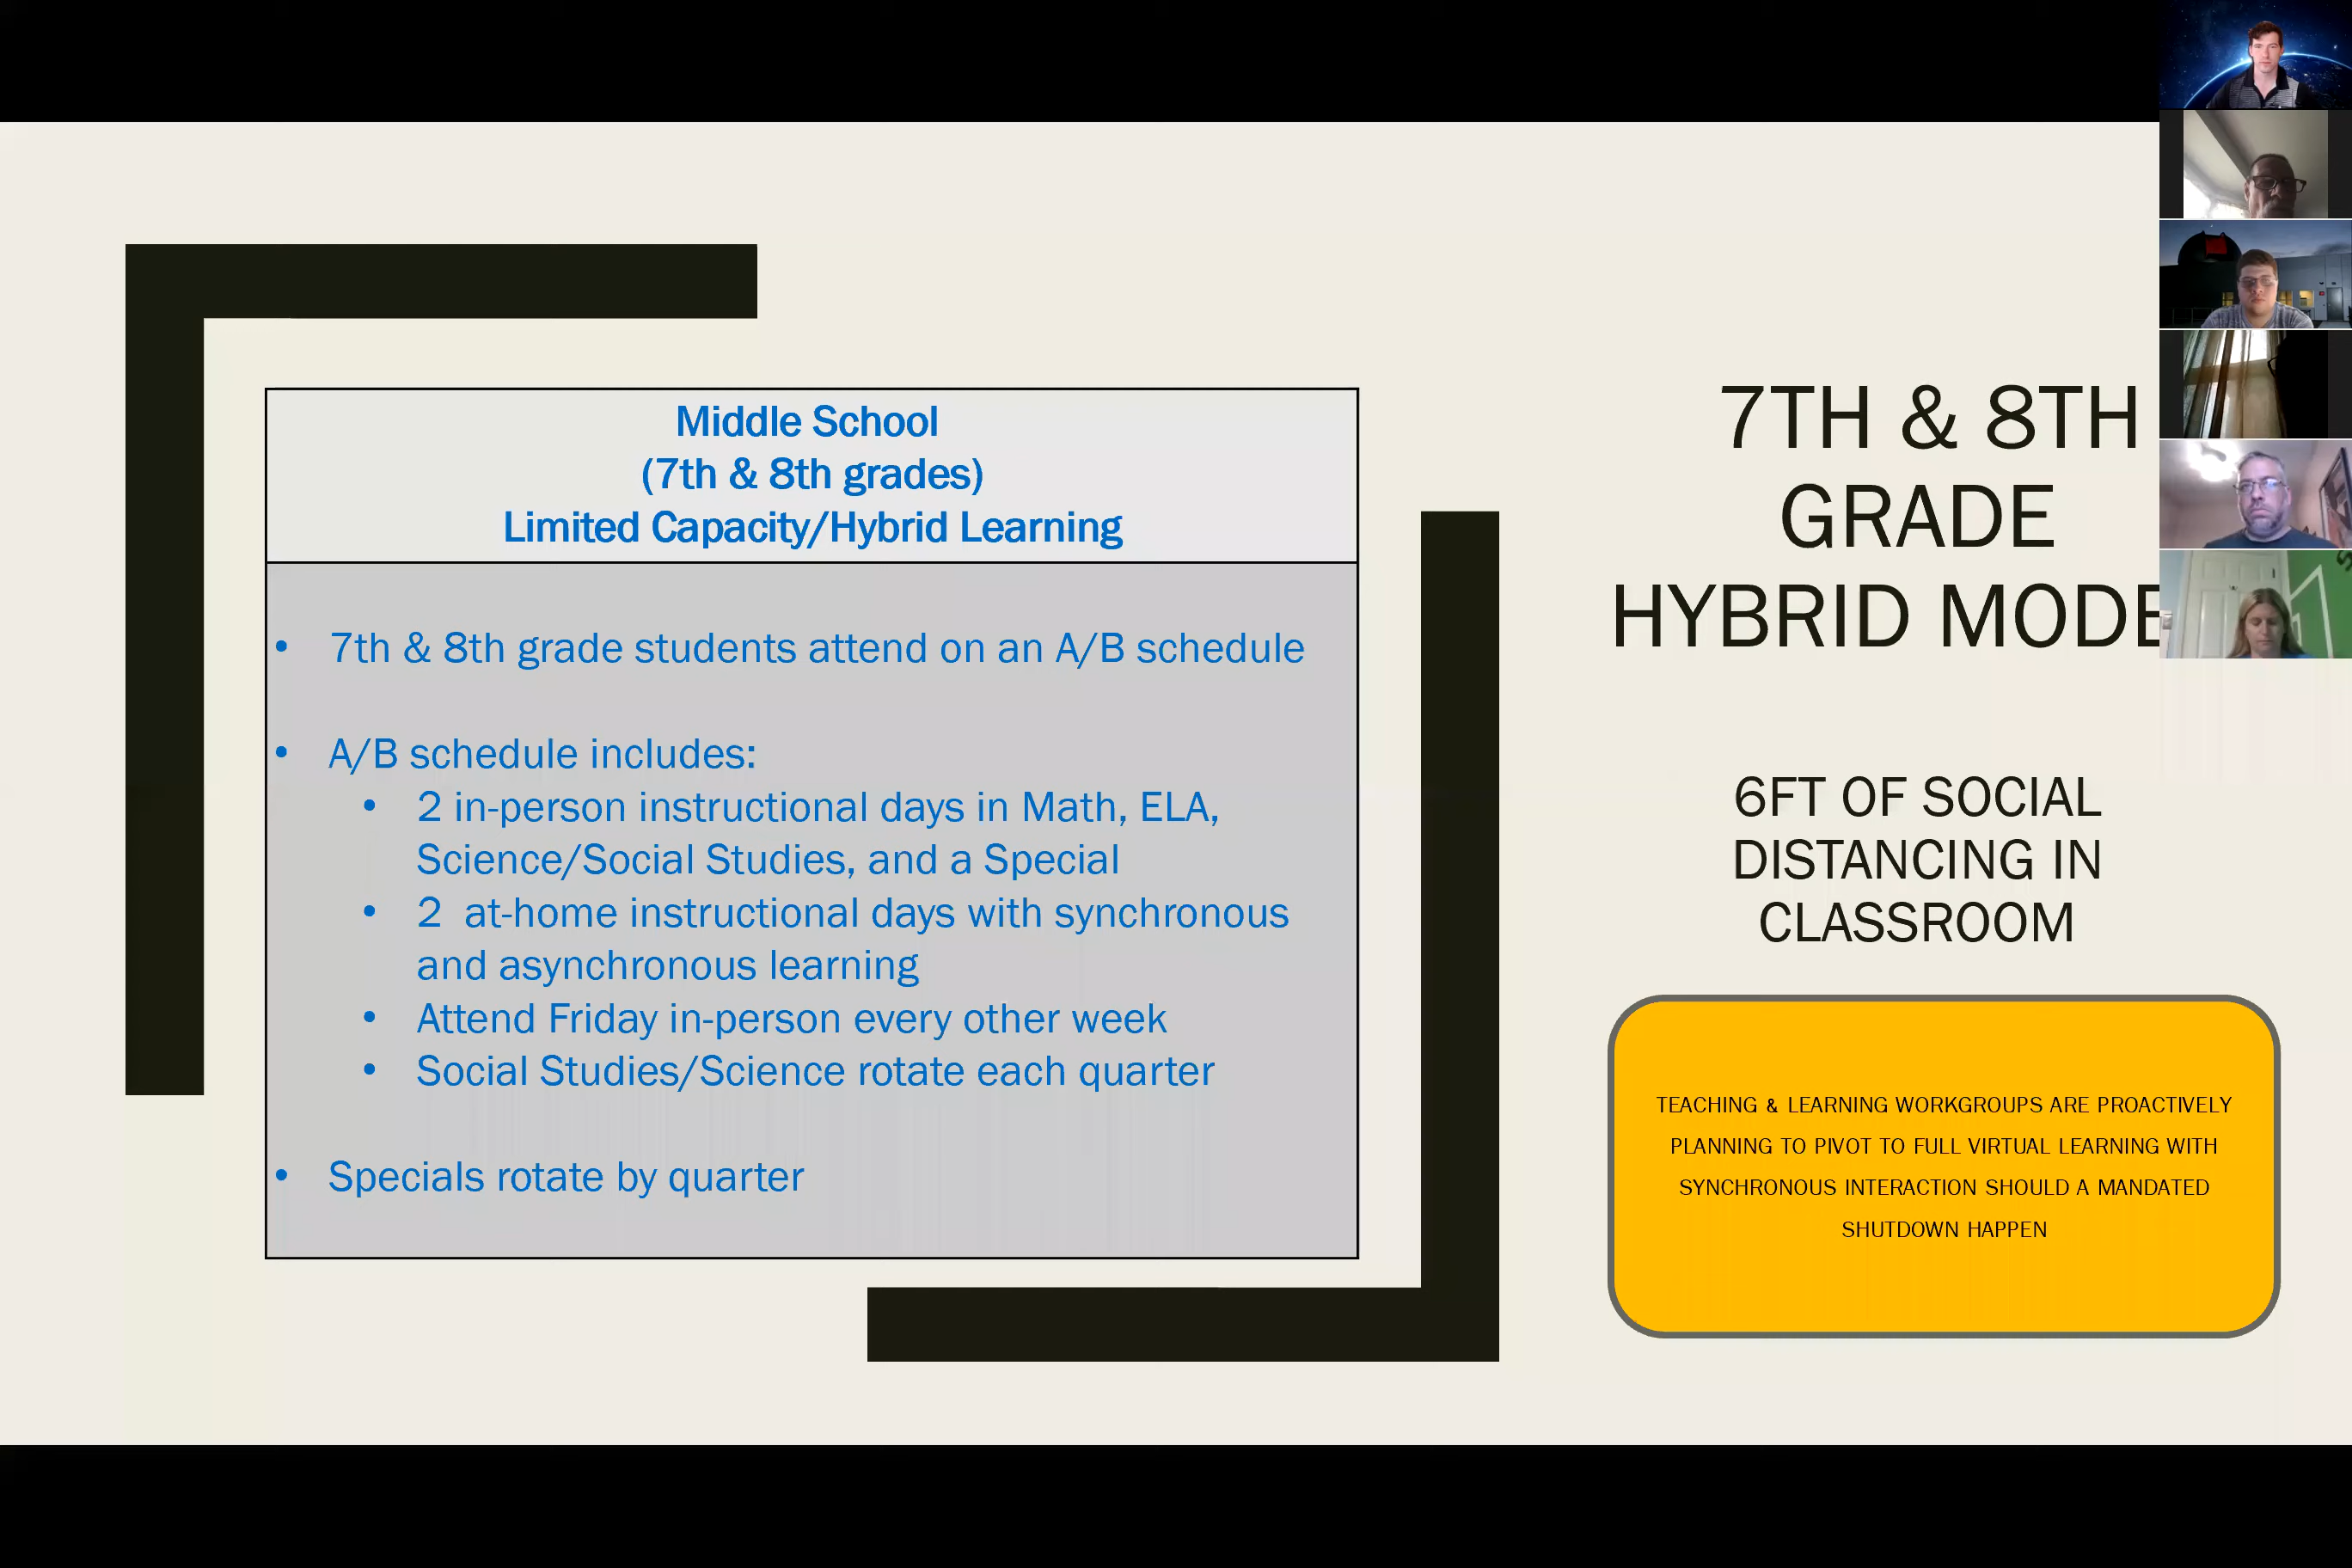 Middle School
(7th & 8th grades)
Limited Capacity/Hybrid Learning
• 7th & 8th grade students attend on an A/B schedule
• A/B schedule includes:
• 2 in-person instructional days in Math, ELA,
Science/Social Studies, and a Special
• 2 at-home instructional days with synchronous
and asynchronous learning
• Attend Friday in-person every other week
• Social Studies/Science rotate each quarter
• Specials rotate by quarter
7TH & 8TH
GRADE
HYBRID MODE
6FT OF SOCIAL
DISTANCING IN
CLASSROOM
TEACHING & LEARNING WORKGROUPS ARE PROACTIVELY
PLANNING TO PIVOT TO FULL VIRTUAL LEARNING WITH
SYNCHRONOUS INTERACTION SHOULD A MANDATED
SHUTDOWN HAPPEN